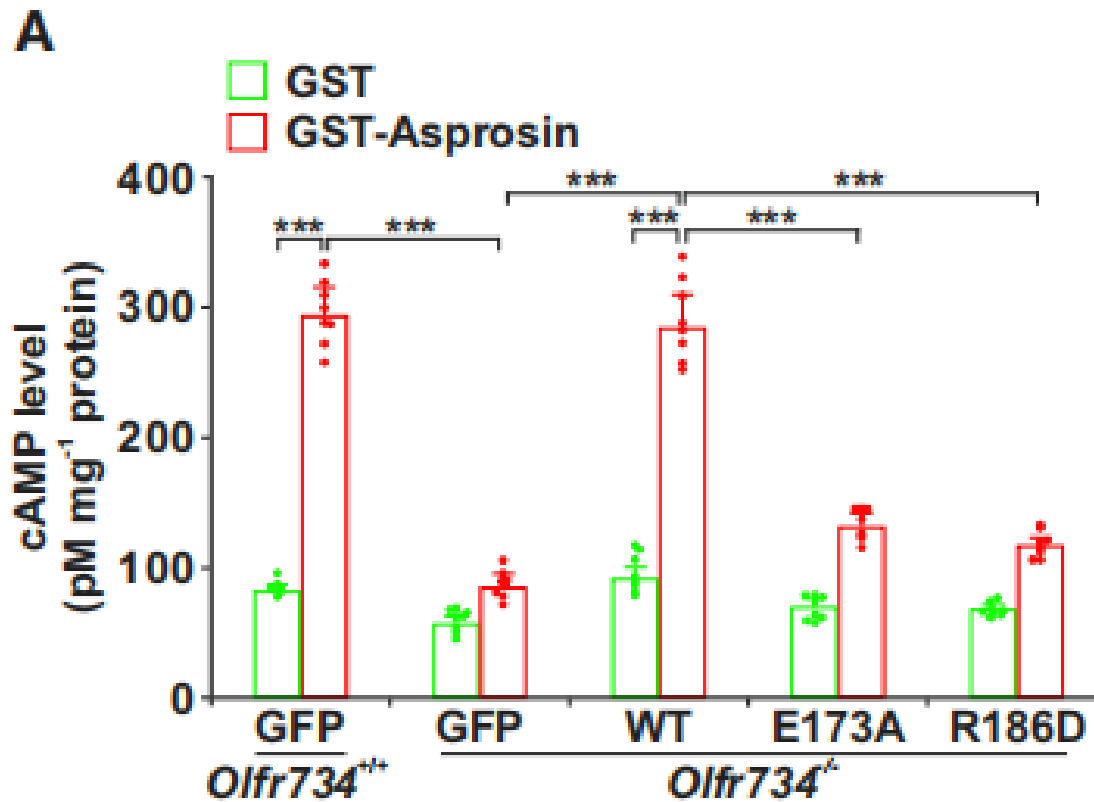 A
GST
GST-Asprosin
400
300
200
100
0
cAMP level
(pM mg⁻¹ protein)
*** ***
*** *** *** ***
GFP GFP WT E173A R186D
Olfr734⁺/⁺ Olfr734⁻/⁻